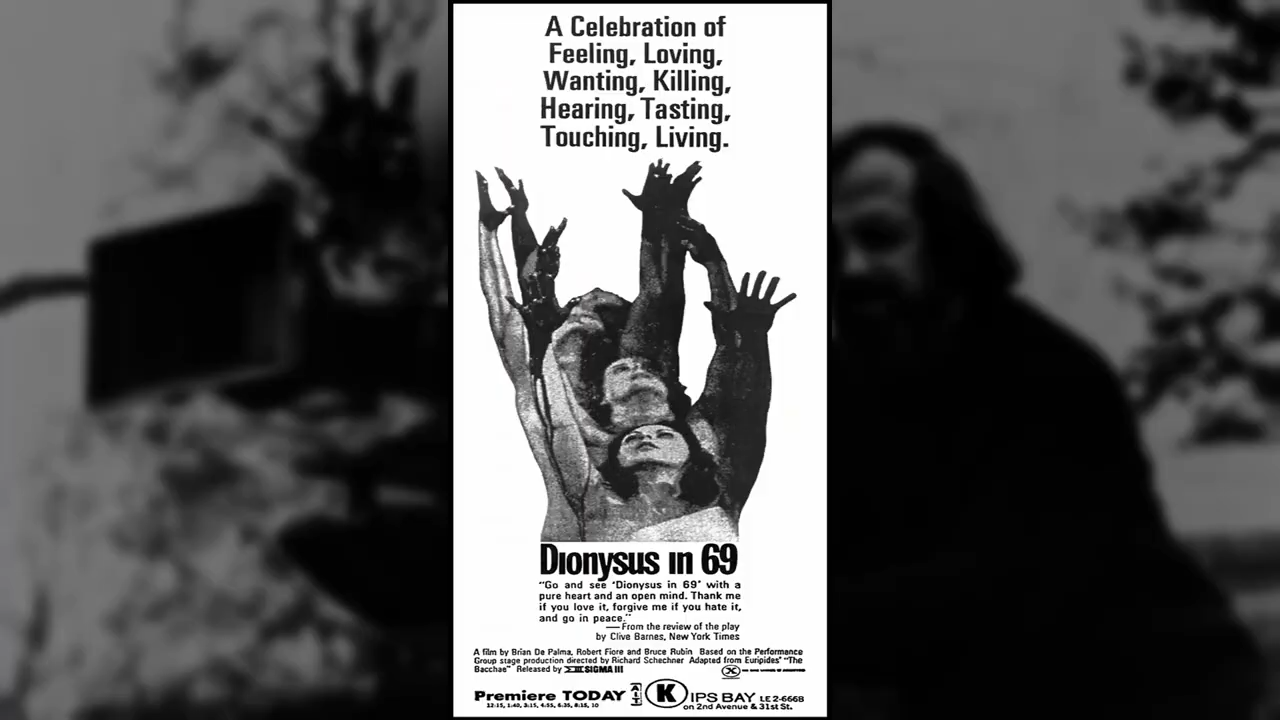 A Celebration of
Feeling, Loving,
Wanting, Killing,
Hearing, Tasting,
Touching, Living.
Dionysus in 69
“Go and see ‘Dionysus in 69’ with a
pure heart and an open mind. Thank me
if you love it, forgive me if you hate it,
and go in peace.”
—From the review of the play
by Clive Barnes, New York Times
A film by Brian De Palma, Robert Fiore and Bruce Rubin Based on the Performance
Group stage production directed by Richard Schechner Adapted from Euripides’ “The
Bacchae” Released by SIGMA III
X
Premiere TODAY AT KIPS BAY LE 2-6668
12:15, 1:40, 3:15, 4:55, 6:35, 8:15, 10 on 2nd Avenue & 31st St.